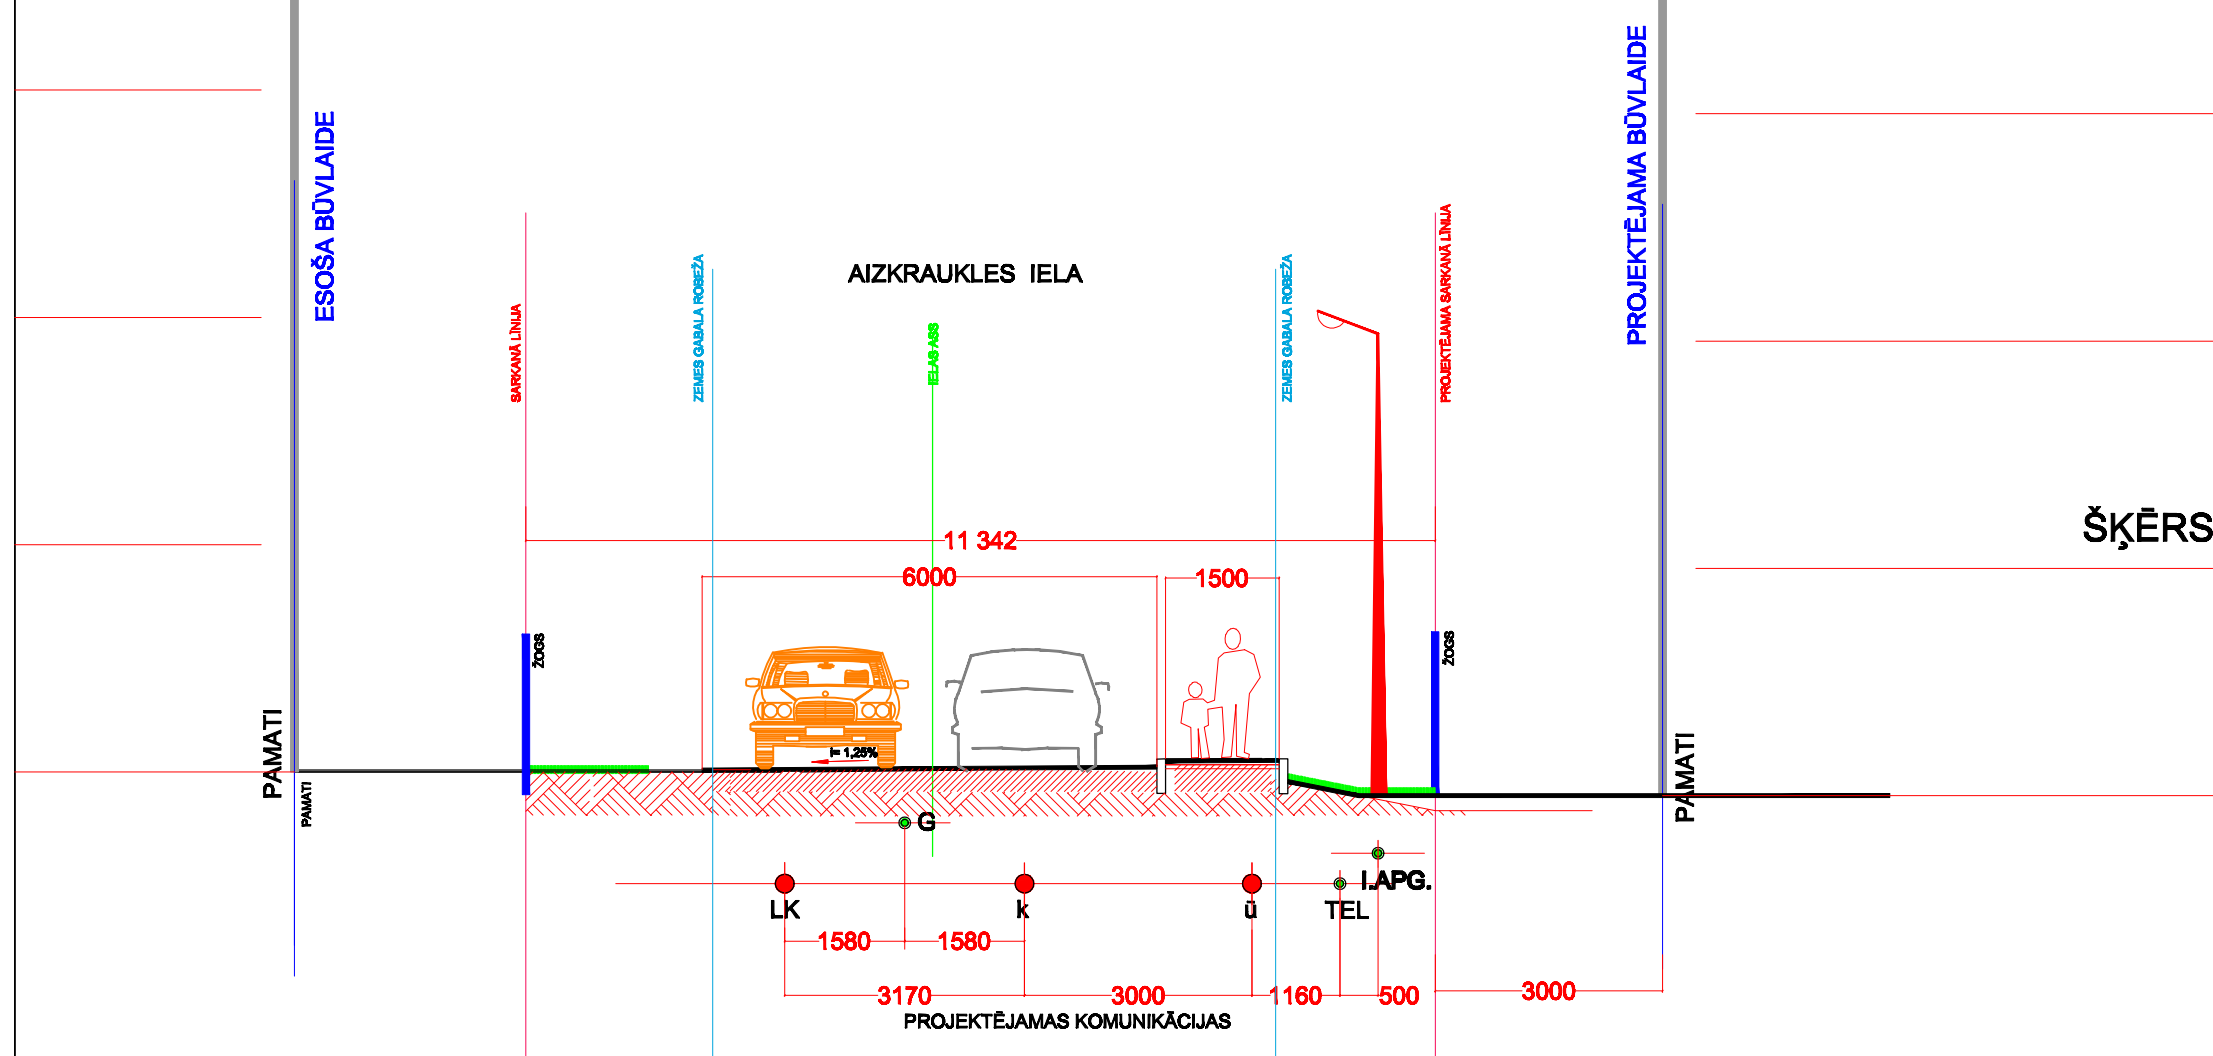 ESOŠA BŪVLAIDE
PROJEKTĒJAMA BŪVLAIDE
SARKANĀ LĪNIJA
ZEMES GABALA ROBEŽA
AIZKRAUKLES IELA
IELAS ASS
ZEMES GABALA ROBEŽA
PROJEKTĒJAMA SARKANĀ LĪNIJA
ŠĶĒRS
11 342
6000
1500
ŽOGS
ŽOGS
PAMATI
PAMATI
i= 1,25%
PAMATI
G
I.APG.
LK
k
ū
TEL
1580
1580
3170
3000
1160
500
3000
PROJEKTĒJAMAS KOMUNIKĀCIJAS